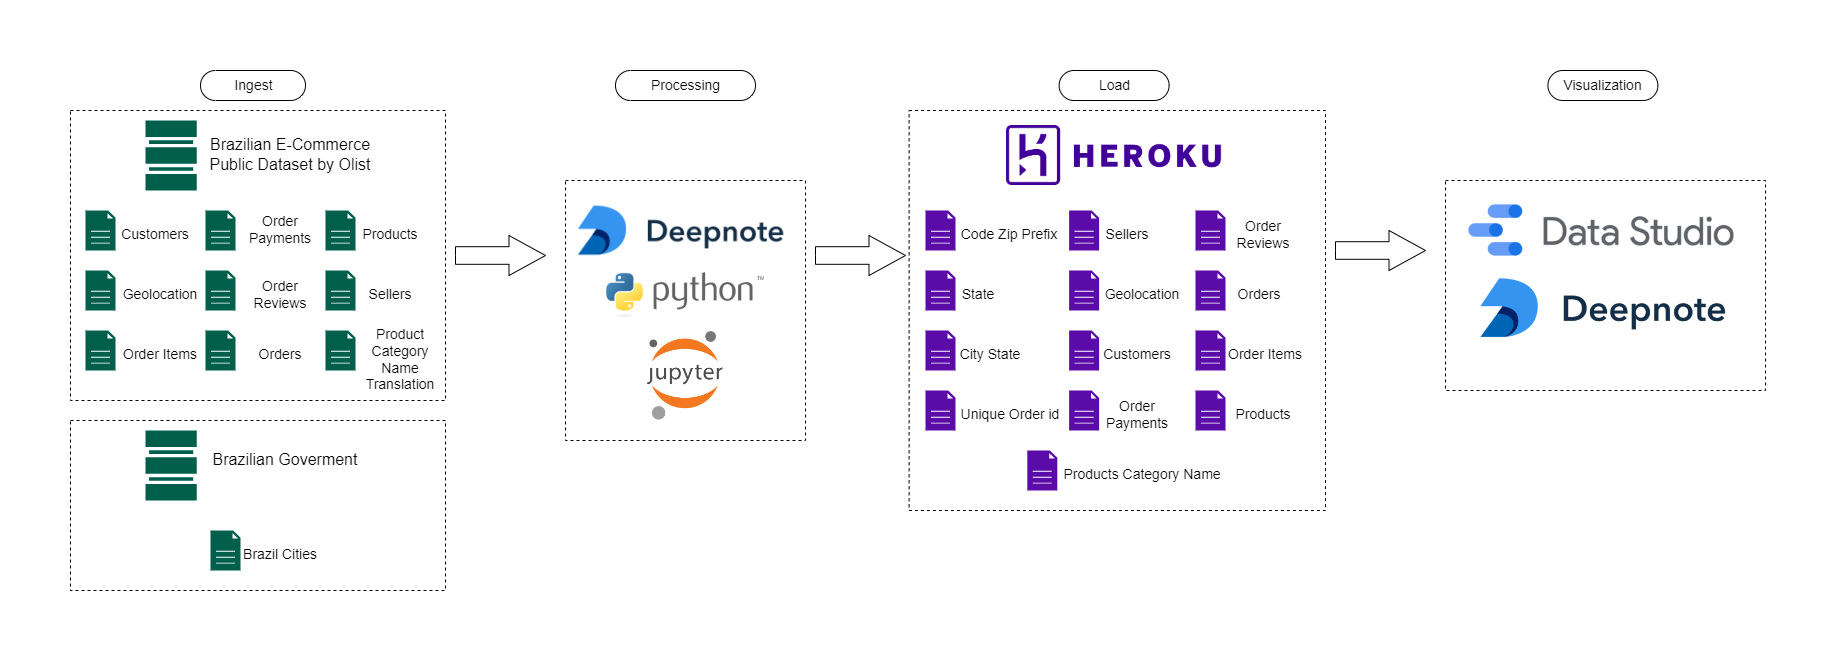 Ingest
Processing
Load
Visualization
Brazilian E-Commerce
Public Dataset by Olist
Customers
Order
Payments
Products
Geolocation
Order
Reviews
Sellers
Order Items
Orders
Product
Category
Name
Translation
Brazilian Goverment
Brazil Cities
Deepnote
python™
jupyter
HEROKU
Code Zip Prefix
Sellers
Order
Reviews
State
Geolocation
Orders
City State
Customers
Order Items
Unique Order id
Order
Payments
Products
Products Category Name
Data Studio
Deepnote